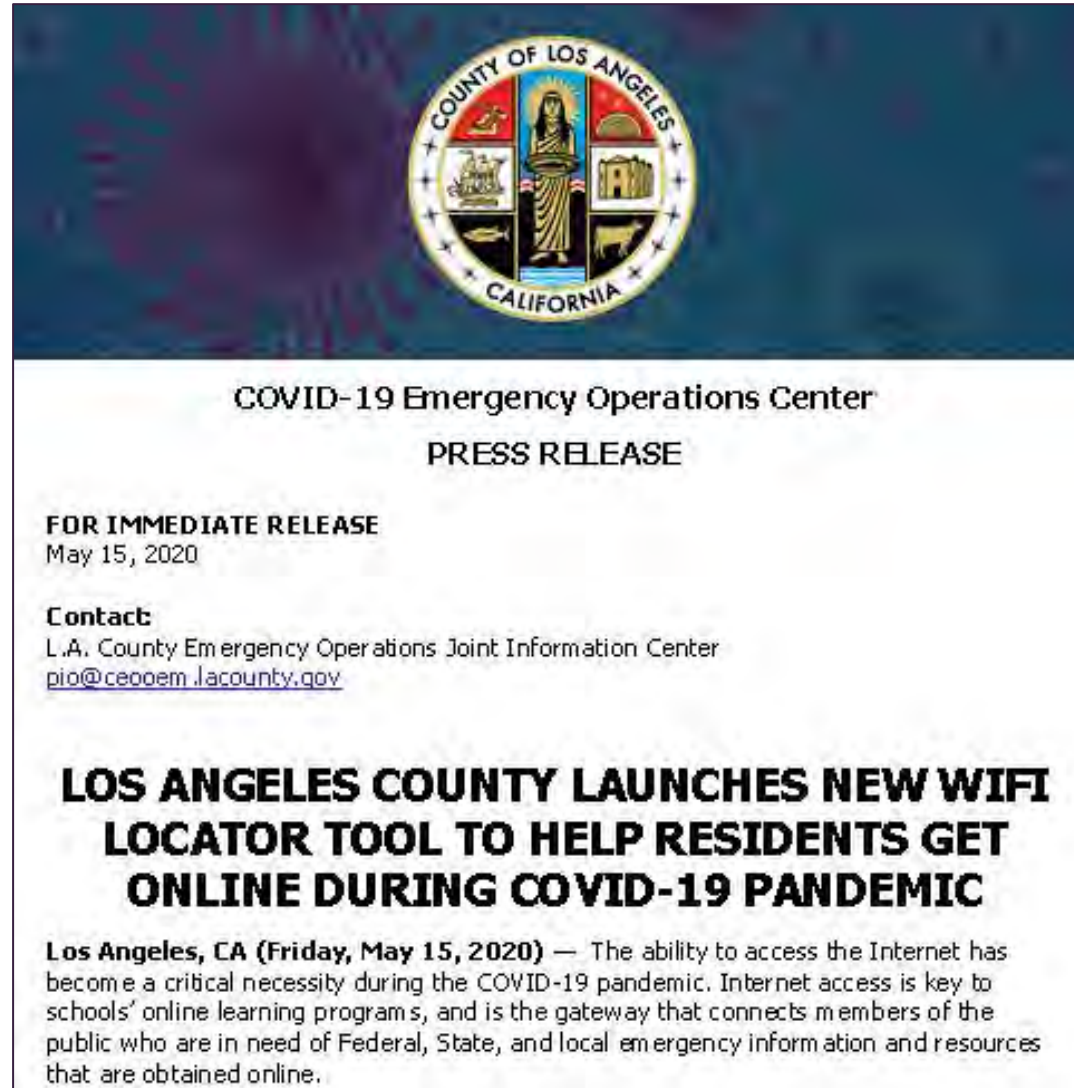 COUNTY OF LOS ANGELES
CALIFORNIA
COVID-19 Emergency Operations Center
PRESS RELEASE
FOR IMMEDIATE RELEASE
May 15, 2020
Contact:
L.A. County Emergency Operations Joint Information Center
pio@ceooem.lacounty.gov
LOS ANGELES COUNTY LAUNCHES NEW WIFI
LOCATOR TOOL TO HELP RESIDENTS GET
ONLINE DURING COVID-19 PANDEMIC
Los Angeles, CA (Friday, May 15, 2020) — The ability to access the Internet has
become a critical necessity during the COVID-19 pandemic. Internet access is key to
schools’ online learning programs, and is the gateway that connects members of the
public who are in need of Federal, State, and local emergency information and resources
that are obtained online.